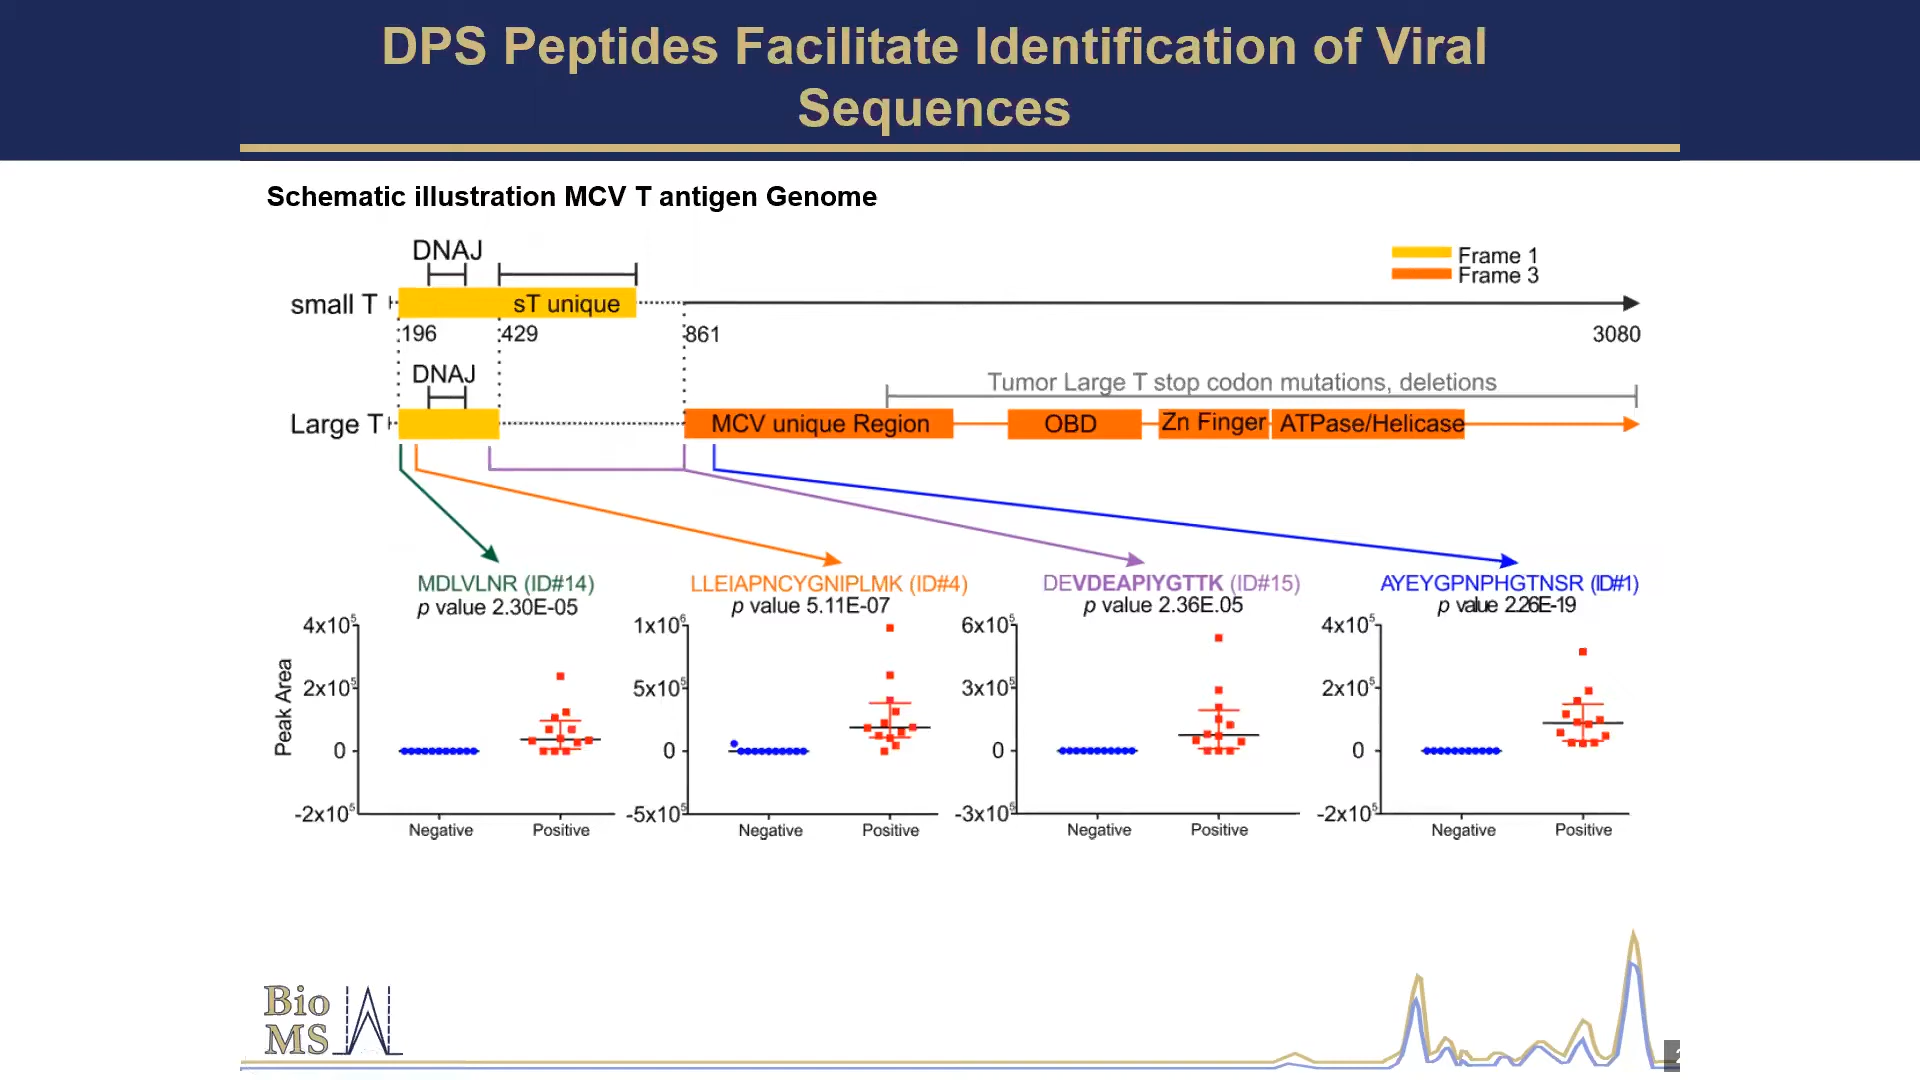 DPS Peptides Facilitate Identification of Viral
Sequences
Schematic illustration MCV T antigen Genome
DNAJ
Frame 1
Frame 3
small T
sT unique
196
429
861
3080
DNAJ
Tumor Large T stop codon mutations, deletions
Large T
MCV unique Region
OBD
Zn Finger
ATPase/Helicase
MDLVLNR (ID#14)
p value 2.30E-05
LLEIAPNCYGNIPLMK (ID#4)
p value 5.11E-07
DEVDEAPIYGTTK (ID#15)
p value 2.36E.05
AYEYGPNPHGTNSR (ID#1)
p value 2.26E-19
Peak Area
4x10⁵
2x10⁵
0
-2x10⁵
Negative
Positive
1x10⁶
5x10⁵
0
-5x10⁵
Negative
Positive
6x10⁵
3x10⁵
0
-3x10⁵
Negative
Positive
4x10⁵
2x10⁵
0
-2x10⁵
Negative
Positive
Bio
MS